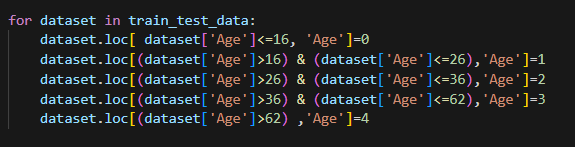 for dataset in train_test_data:
    dataset.loc[ dataset['Age']<=16, 'Age']=0
    dataset.loc[(dataset['Age']>16) & (dataset['Age']<=26),'Age']=1
    dataset.loc[(dataset['Age']>26) & (dataset['Age']<=36),'Age']=2
    dataset.loc[(dataset['Age']>36) & (dataset['Age']<=62),'Age']=3
    dataset.loc[(dataset['Age']>62) ,'Age']=4